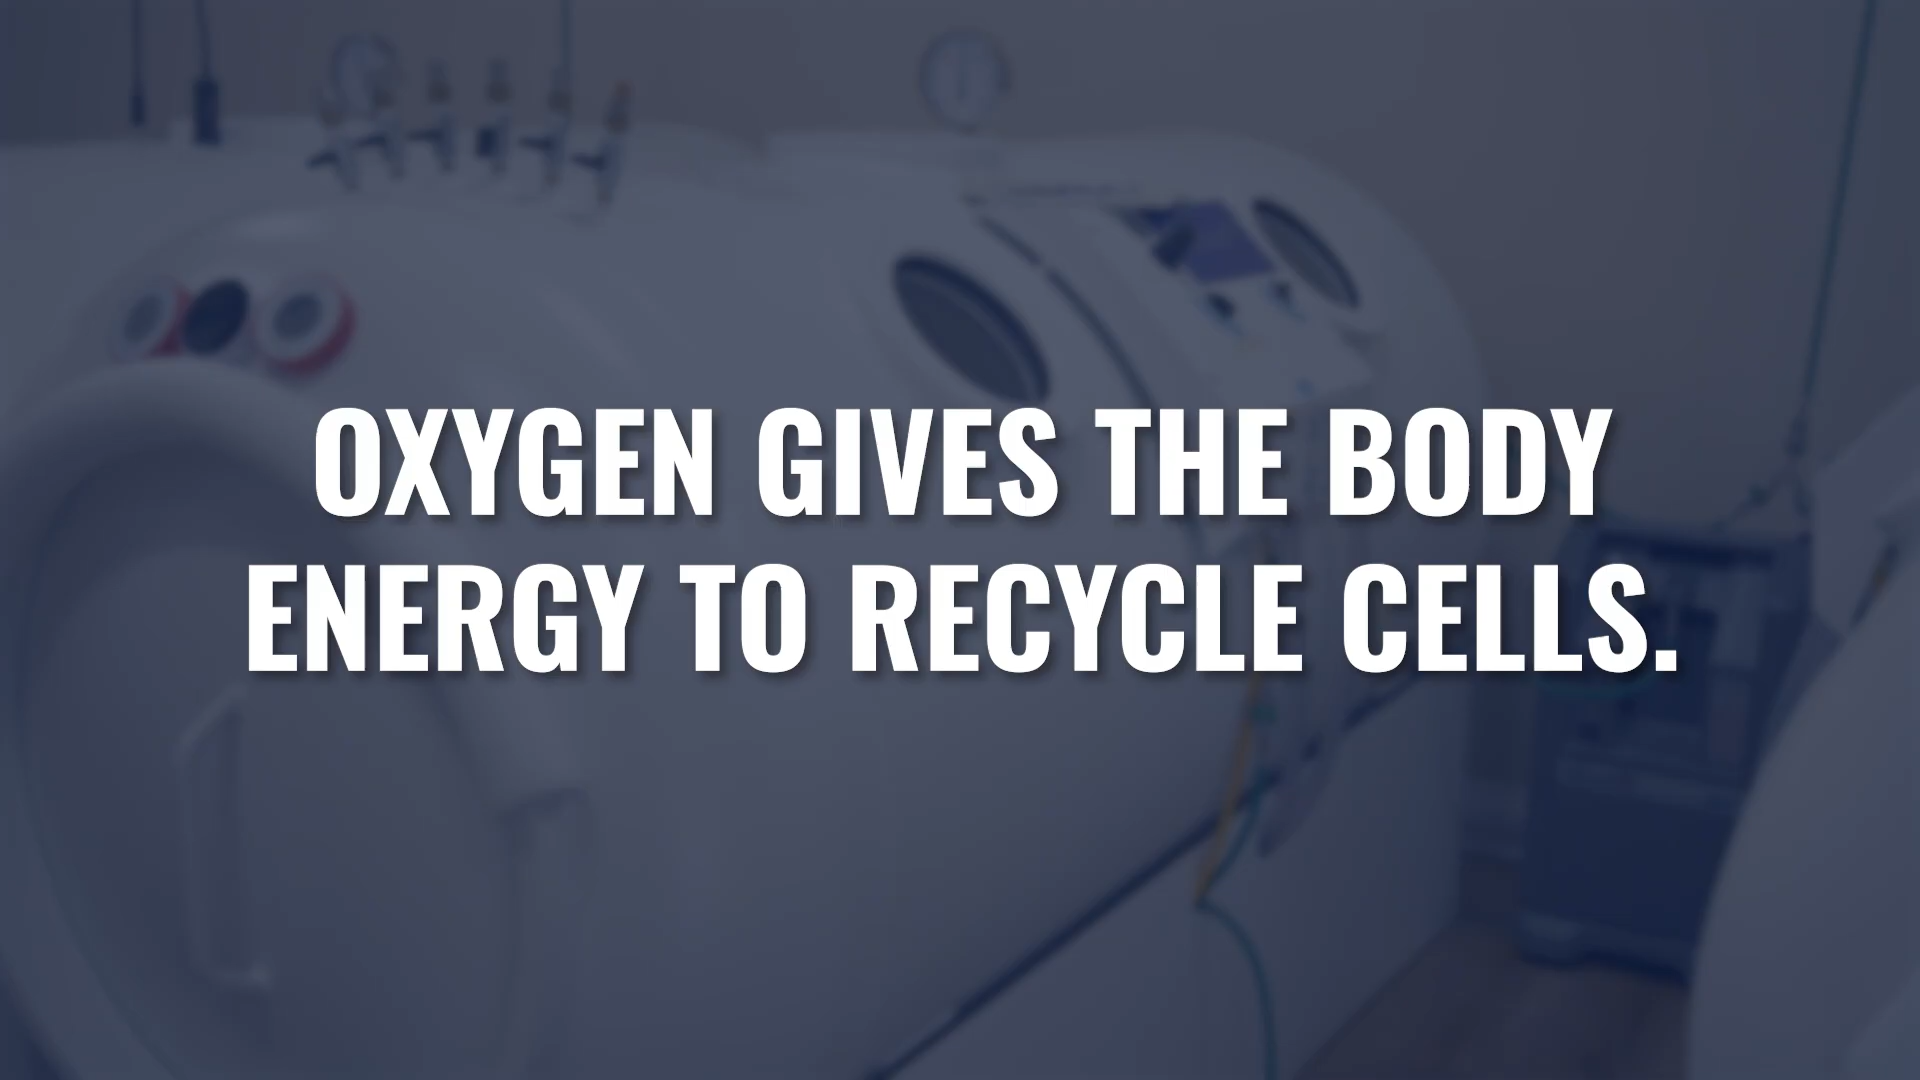 OXYGEN GIVES THE BODY
ENERGY TO RECYCLE CELLS.